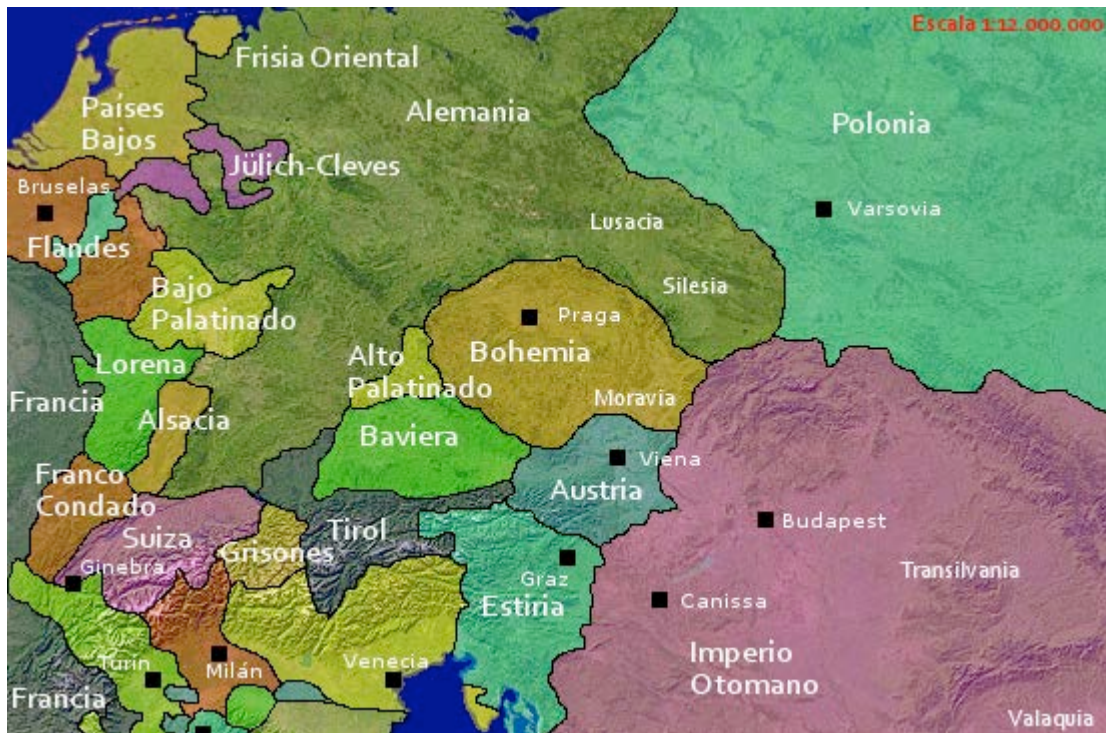 Escala 1:12.000.000
Frisia Oriental
Países
Bajos
Alemania
Polonia
Jülich-Cleves
Bruselas
Varsovia
Lusacia
Flandes
Silesia
Bajo
Palatinado
Praga
Lorena
Alto
Palatinado
Bohemia
Francia
Alsacia
Moravia
Baviera
Viena
Franco
Condado
Austria
Budapest
Suiza
Tirol
Grisones
Ginebra
Graz
Transilvania
Estiria
Canissa
Turín
Milán
Venecia
Imperio
Otomano
Francia
Valaquia